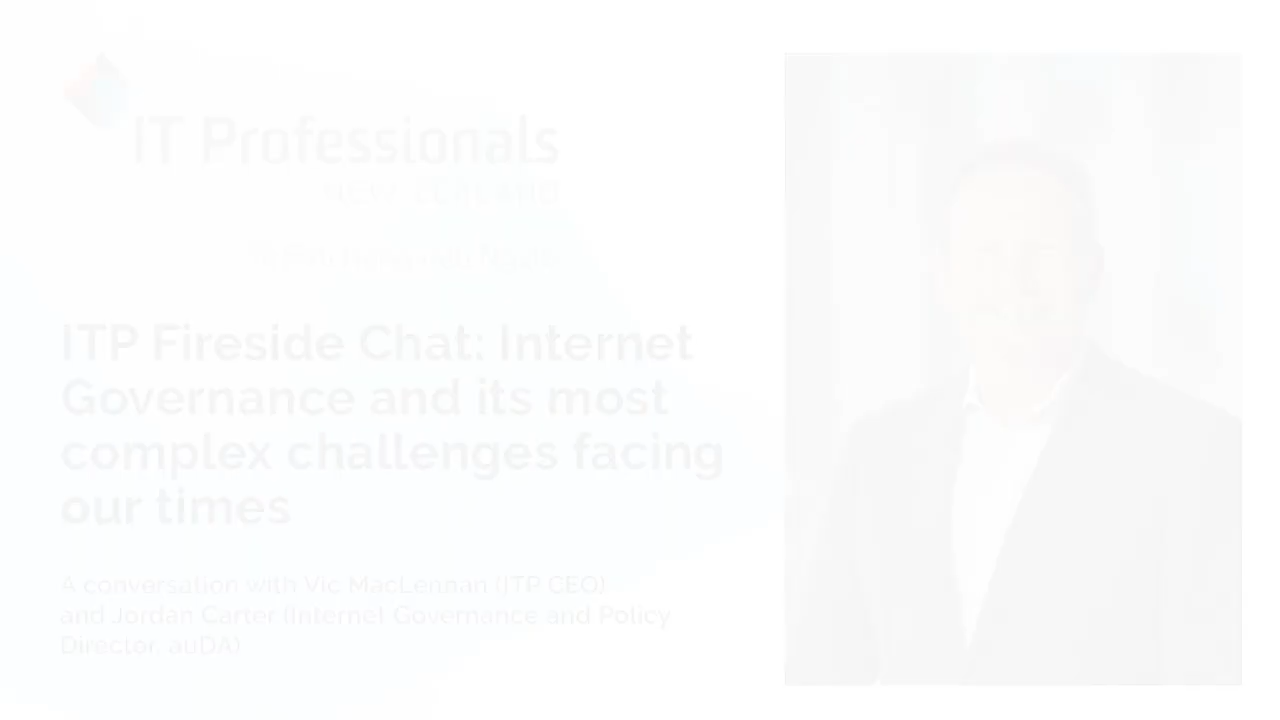 IT Professionals
NEW ZEALAND
ITP Fireside Chat: Internet
Governance and its most
complex challenges facing
our times
A conversation with Vic MacLennan (ITP CEO)
and Jordan Carter (Internet Governance and Policy
Director, auDA)